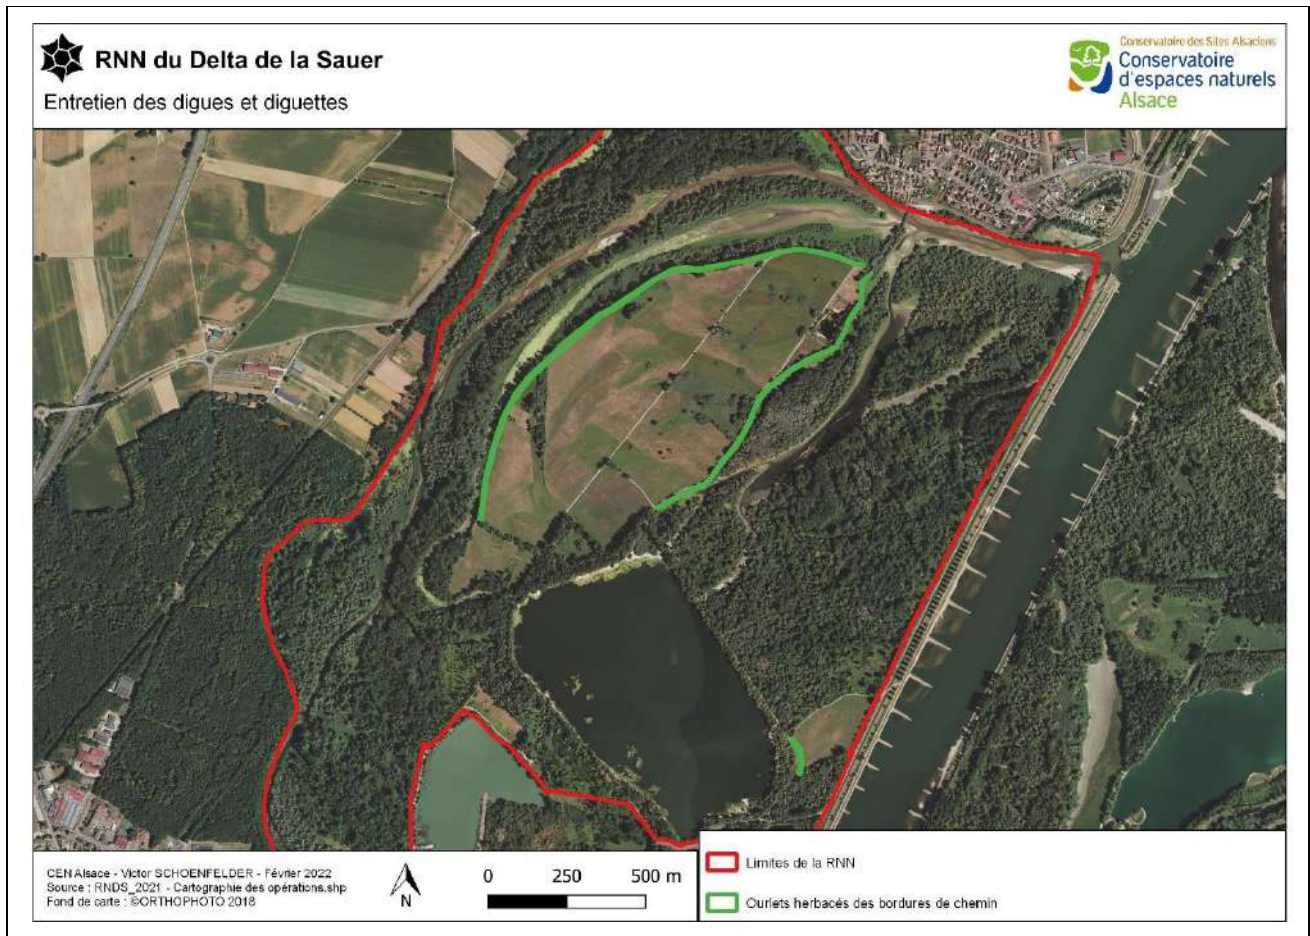 RNN du Delta de la Sauer
Entretien des digues et diguettes
Conservatoire des Sites Alsaciens
Conservatoire
d'espaces naturels
Alsace
CEN Alsace - Victor SCHOENFELDER - Février 2022
Source : RNDS_2021 - Cartographie des opérations.shp
Fond de carte : ©ORTHOPHOTO 2018
N
0 250 500 m
Limites de la RNN
Ourlets herbacés des bordures de chemin